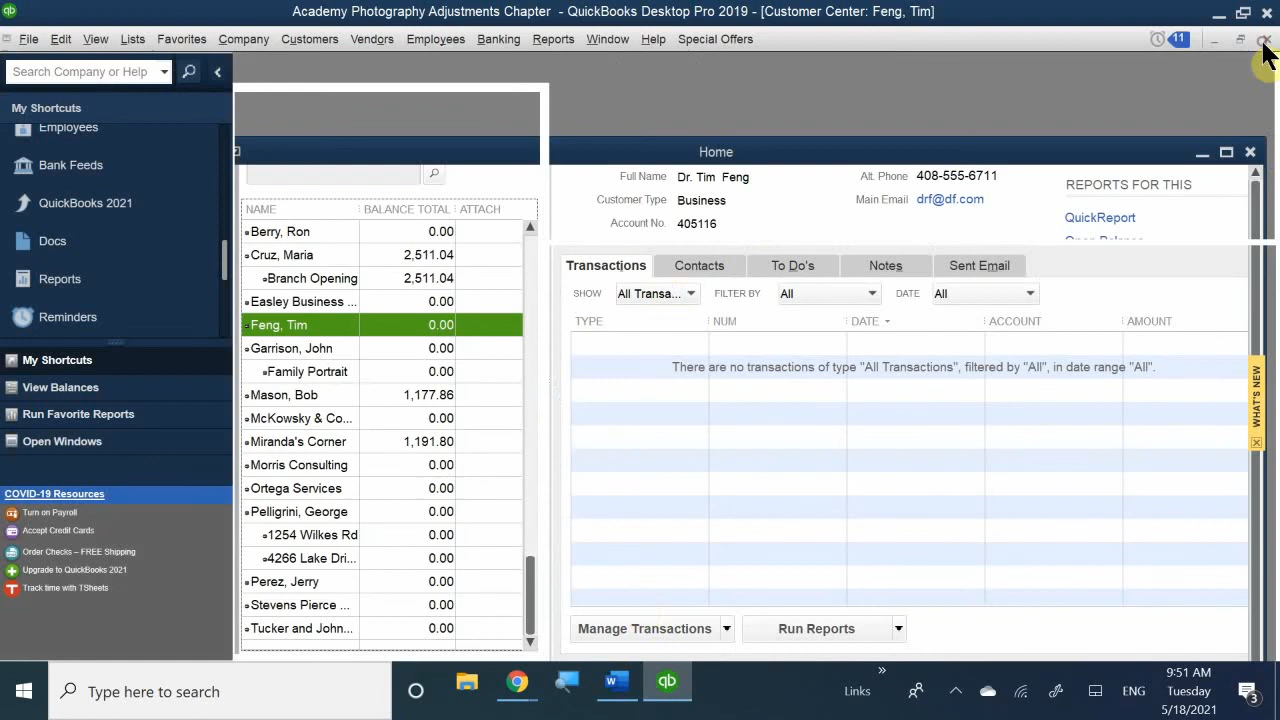 Academy Photography Adjustments Chapter - QuickBooks Desktop Pro 2019 - [Customer Center: Feng, Tim]
File Edit View Lists Favorites Company Customers Vendors Employees Banking Reports Window Help Special Offers 11
Search Company or Help
My Shortcuts
Employees
Bank Feeds
QuickBooks 2021
Docs
Reports
Reminders
My Shortcuts
View Balances
Run Favorite Reports
Open Windows
COVID-19 Resources
Turn on Payroll
Accept Credit Cards
Order Checks – FREE Shipping
Upgrade to QuickBooks 2021
Track time with TSheets
Home
NAME BALANCE TOTAL ATTACH
Berry, Ron 0.00
Cruz, Maria 2,511.04
Branch Opening 2,511.04
Easley Business ... 0.00
Feng, Tim 0.00
Garrison, John 0.00
Family Portrait 0.00
Mason, Bob 1,177.86
McKowsky & Co... 0.00
Miranda's Corner 1,191.80
Morris Consulting 0.00
Ortega Services 0.00
Pelligrini, George 0.00
1254 Wilkes Rd 0.00
4266 Lake Dri... 0.00
Perez, Jerry 0.00
Stevens Pierce ... 0.00
Tucker and John... 0.00
Full Name Dr. Tim Feng
Customer Type Business
Account No. 405116
Alt. Phone 408-555-6711
Main Email drf@df.com
REPORTS FOR THIS
QuickReport
Transactions Contacts To Do's Notes Sent Email
SHOW All Transa... FILTER BY All DATE All
TYPE NUM DATE ACCOUNT AMOUNT
There are no transactions of type "All Transactions", filtered by "All", in date range "All".
WHAT'S NEW
Manage Transactions Run Reports
Type here to search
Links
ENG
9:51 AM
Tuesday
5/18/2021
3